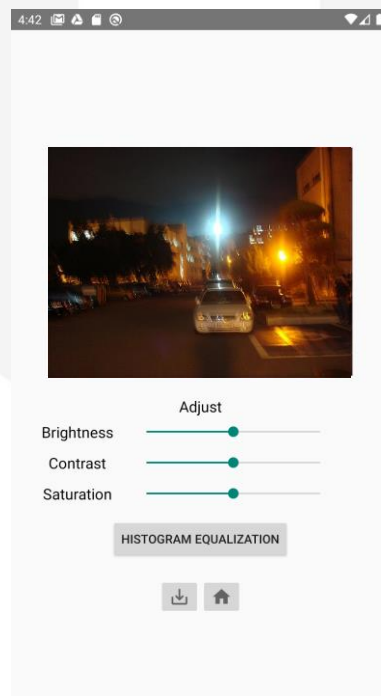 4:42
Adjust
Brightness
Contrast
Saturation
HISTOGRAM EQUALIZATION